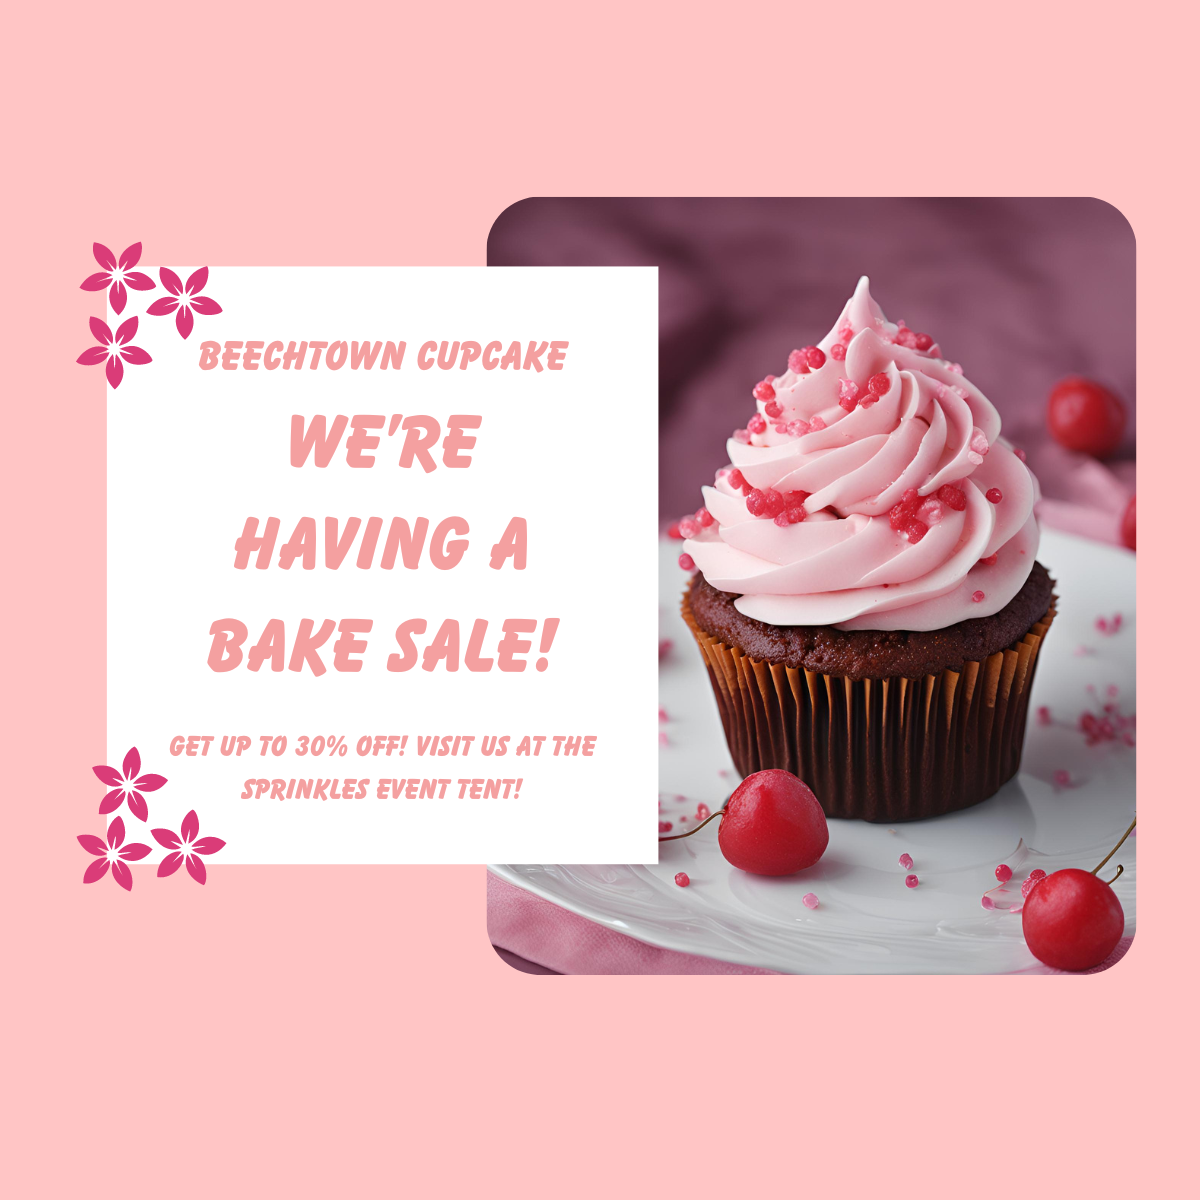 BEECHTOWN CUPCAKE
WE'RE
HAVING A
BAKE SALE!
GET UP TO 30% OFF! VISIT US AT THE
SPRINKLES EVENT TENT!